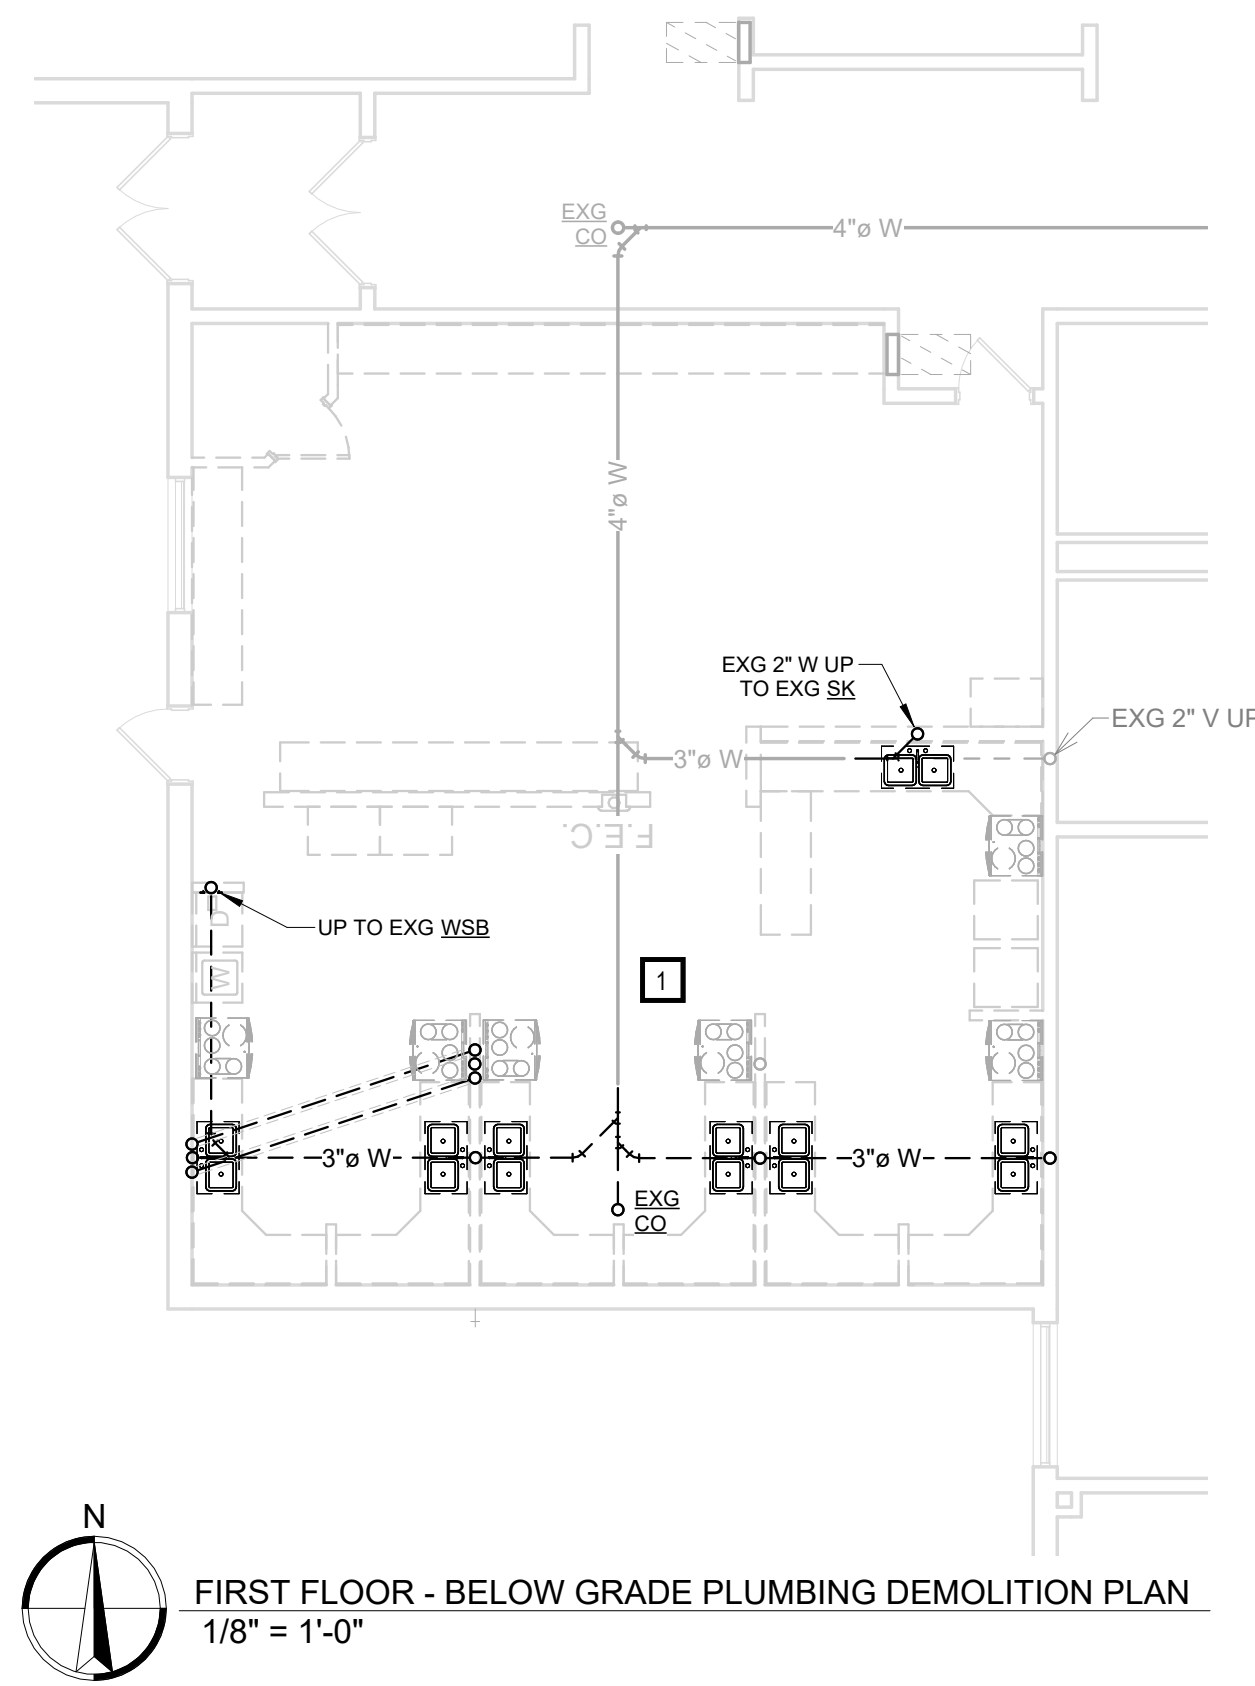 EXG
CO
4"ø W
4"ø W
EXG 2" W UP
TO EXG SK
EXG 2" V UP
3"ø W
F.E.C.
D
UP TO EXG WSB
W
1
3"ø W
3"ø W
EXG
CO
N
FIRST FLOOR - BELOW GRADE PLUMBING DEMOLITION PLAN
1/8" = 1'-0"